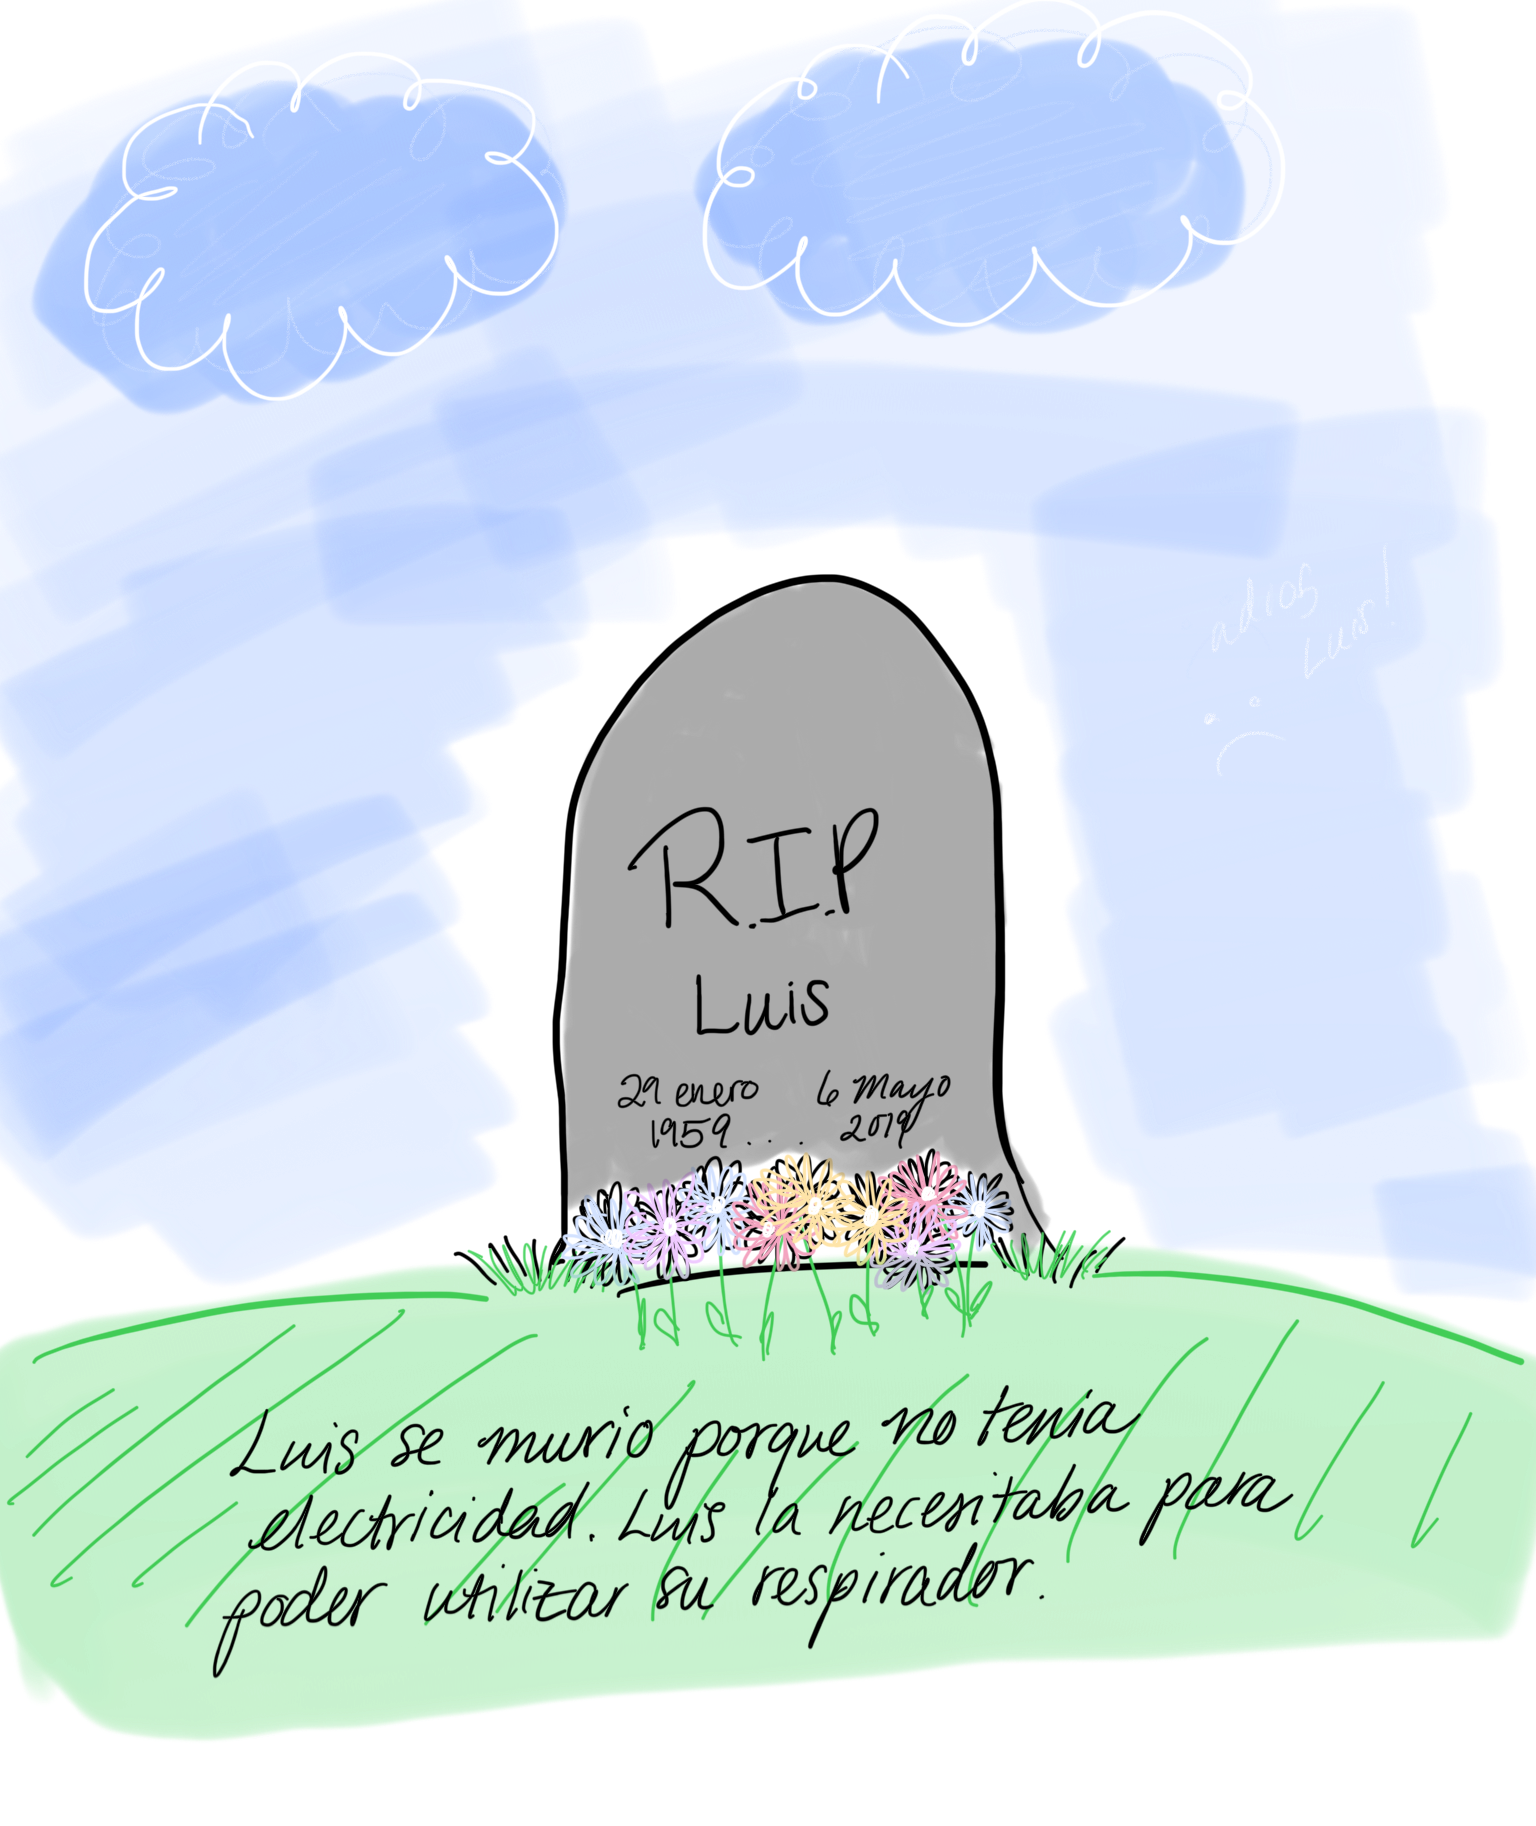 adios
Luis!
R.I.P
Luis
29 enero 6 Mayo
1959 . . . 2019
Luis se murio porque no tenia
electricidad. Luis la necesitaba para
poder utilizar su respirador.